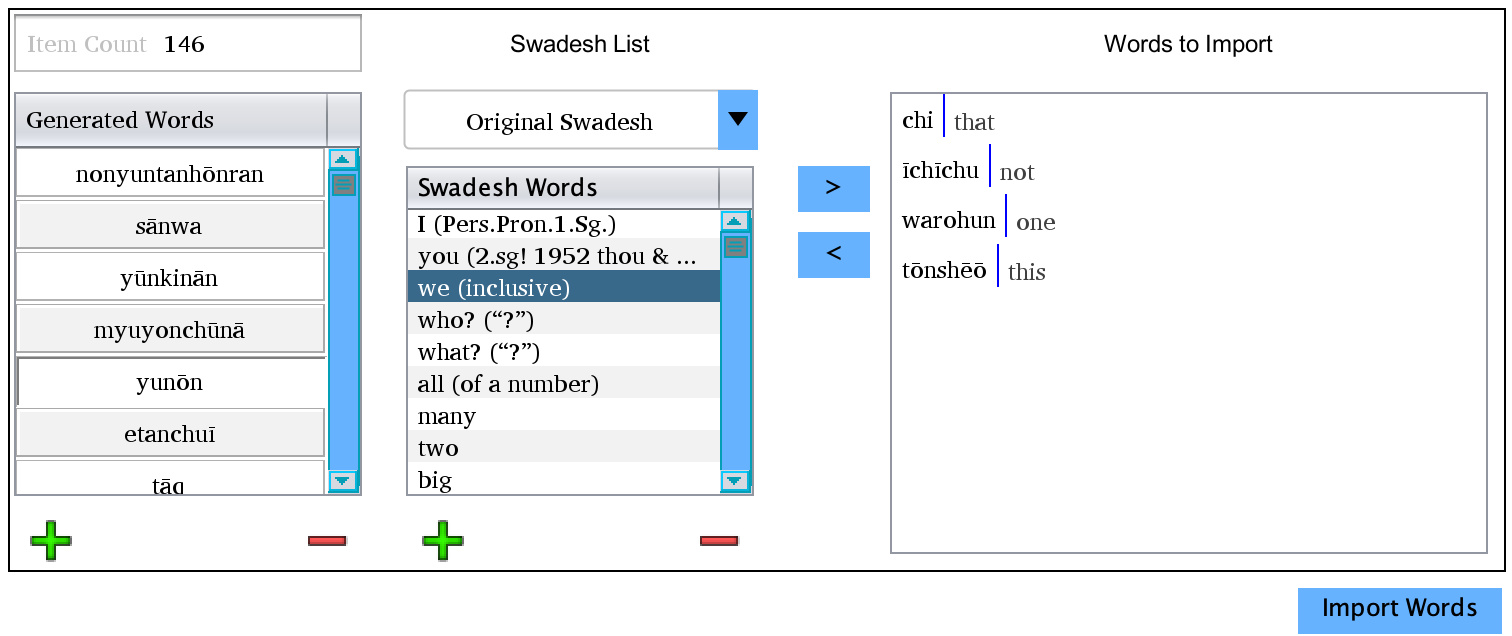 Item Count 146
Swadesh List
Words to Import
Generated Words
nonyuntanhōnran
sānwa
yūnkinān
myuyonchūnā
yunōn
etanchuī
tāq
Original Swadesh
Swadesh Words
I (Pers.Pron.1.Sg.)
you (2.sg! 1952 thou & ...
we (inclusive)
who? (“?”)
what? (“?”)
all (of a number)
many
two
big
>
<
chi that
īchīchu not
warohun one
tōnshēō this
Import Words